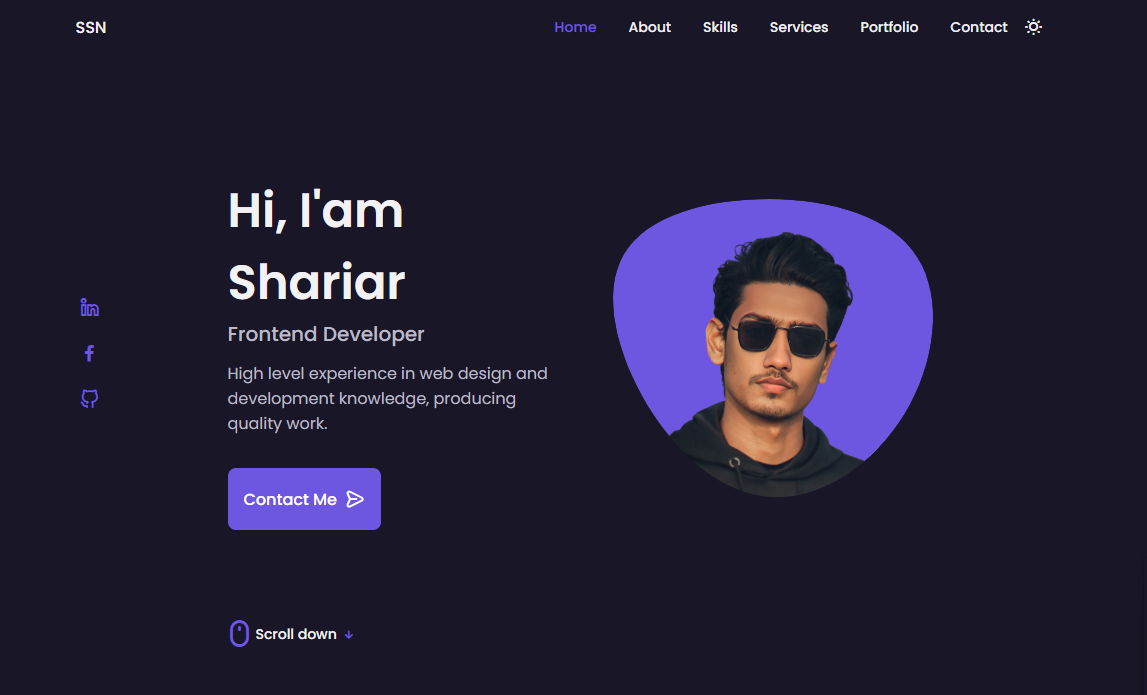 SSN
Home About Skills Services Portfolio Contact
Hi, I'am
Shariar
Frontend Developer
High level experience in web design and
development knowledge, producing
quality work.
Contact Me
Scroll down